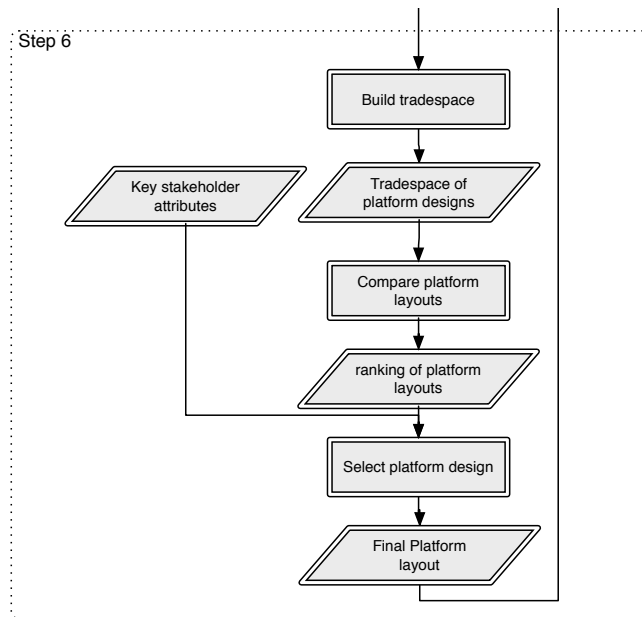 Step 6
Build tradespace
Key stakeholder
attributes
Tradespace of
platform designs
Compare platform
layouts
ranking of platform
layouts
Select platform design
Final Platform
layout